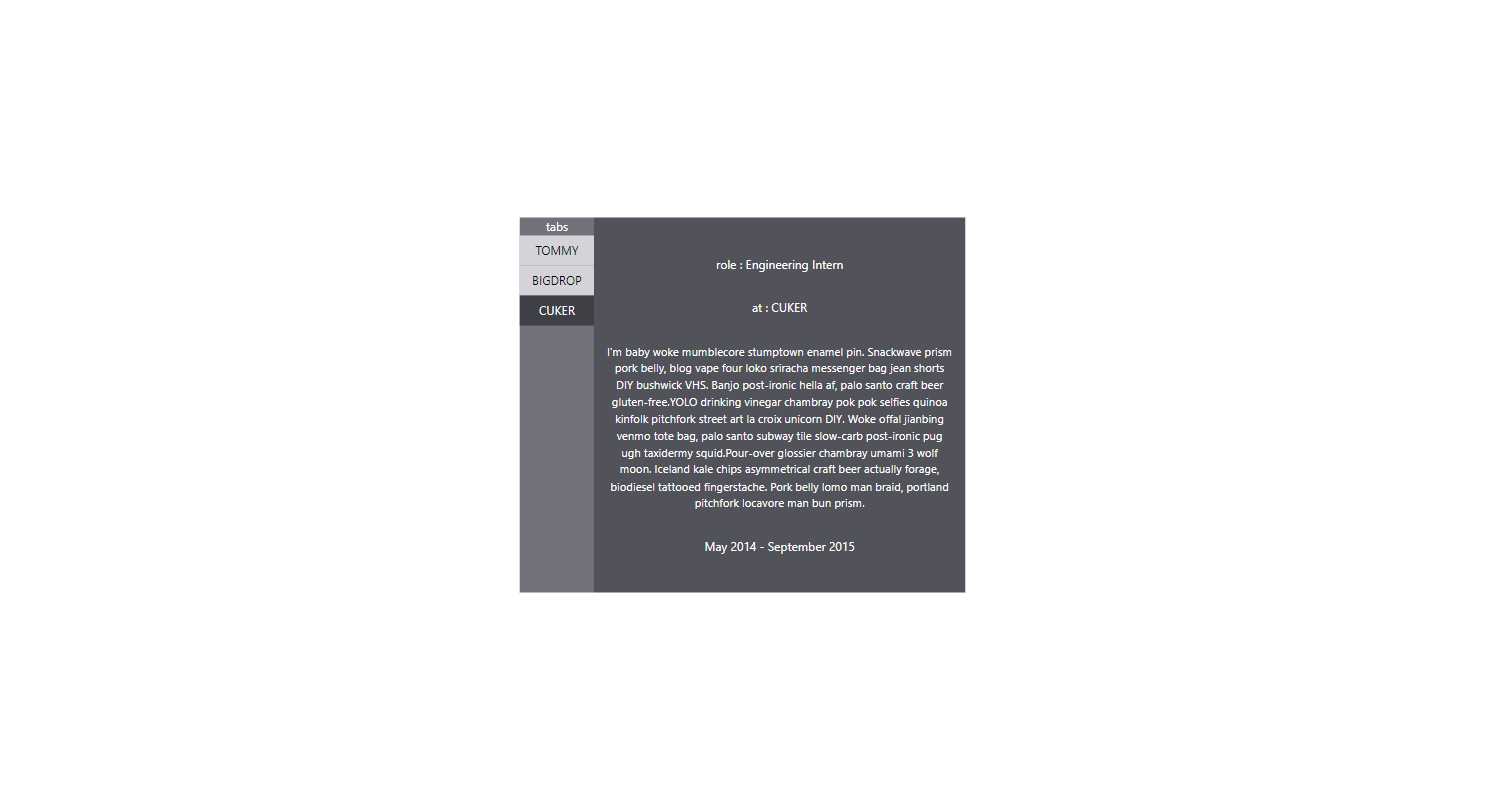 tabs
TOMMY
BIGDROP
CUKER
role : Engineering Intern
at : CUKER
I'm baby woke mumblecore stumptown enamel pin. Snackwave prism
pork belly, blog vape four loko sriracha messenger bag jean shorts
DIY bushwick VHS. Banjo post-ironic hella af, palo santo craft beer
gluten-free.YOLO drinking vinegar chambray pok pok selfies quinoa
kinfolk pitchfork street art la croix unicorn DIY. Woke offal jianbing
venmo tote bag, palo santo subway tile slow-carb post-ironic pug
ugh taxidermy squid.Pour-over glossier chambray umami 3 wolf
moon. Iceland kale chips asymmetrical craft beer actually forage,
biodiesel tattooed fingerstache. Pork belly lomo man braid, portland
pitchfork locavore man bun prism.
May 2014 - September 2015